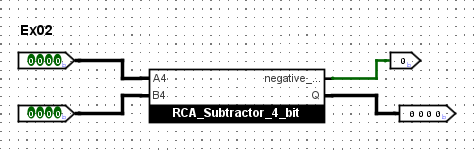 Ex02
0000 0
A4 negative_...
0000 B4 Q 0000
RCA_Subtractor_4_bit